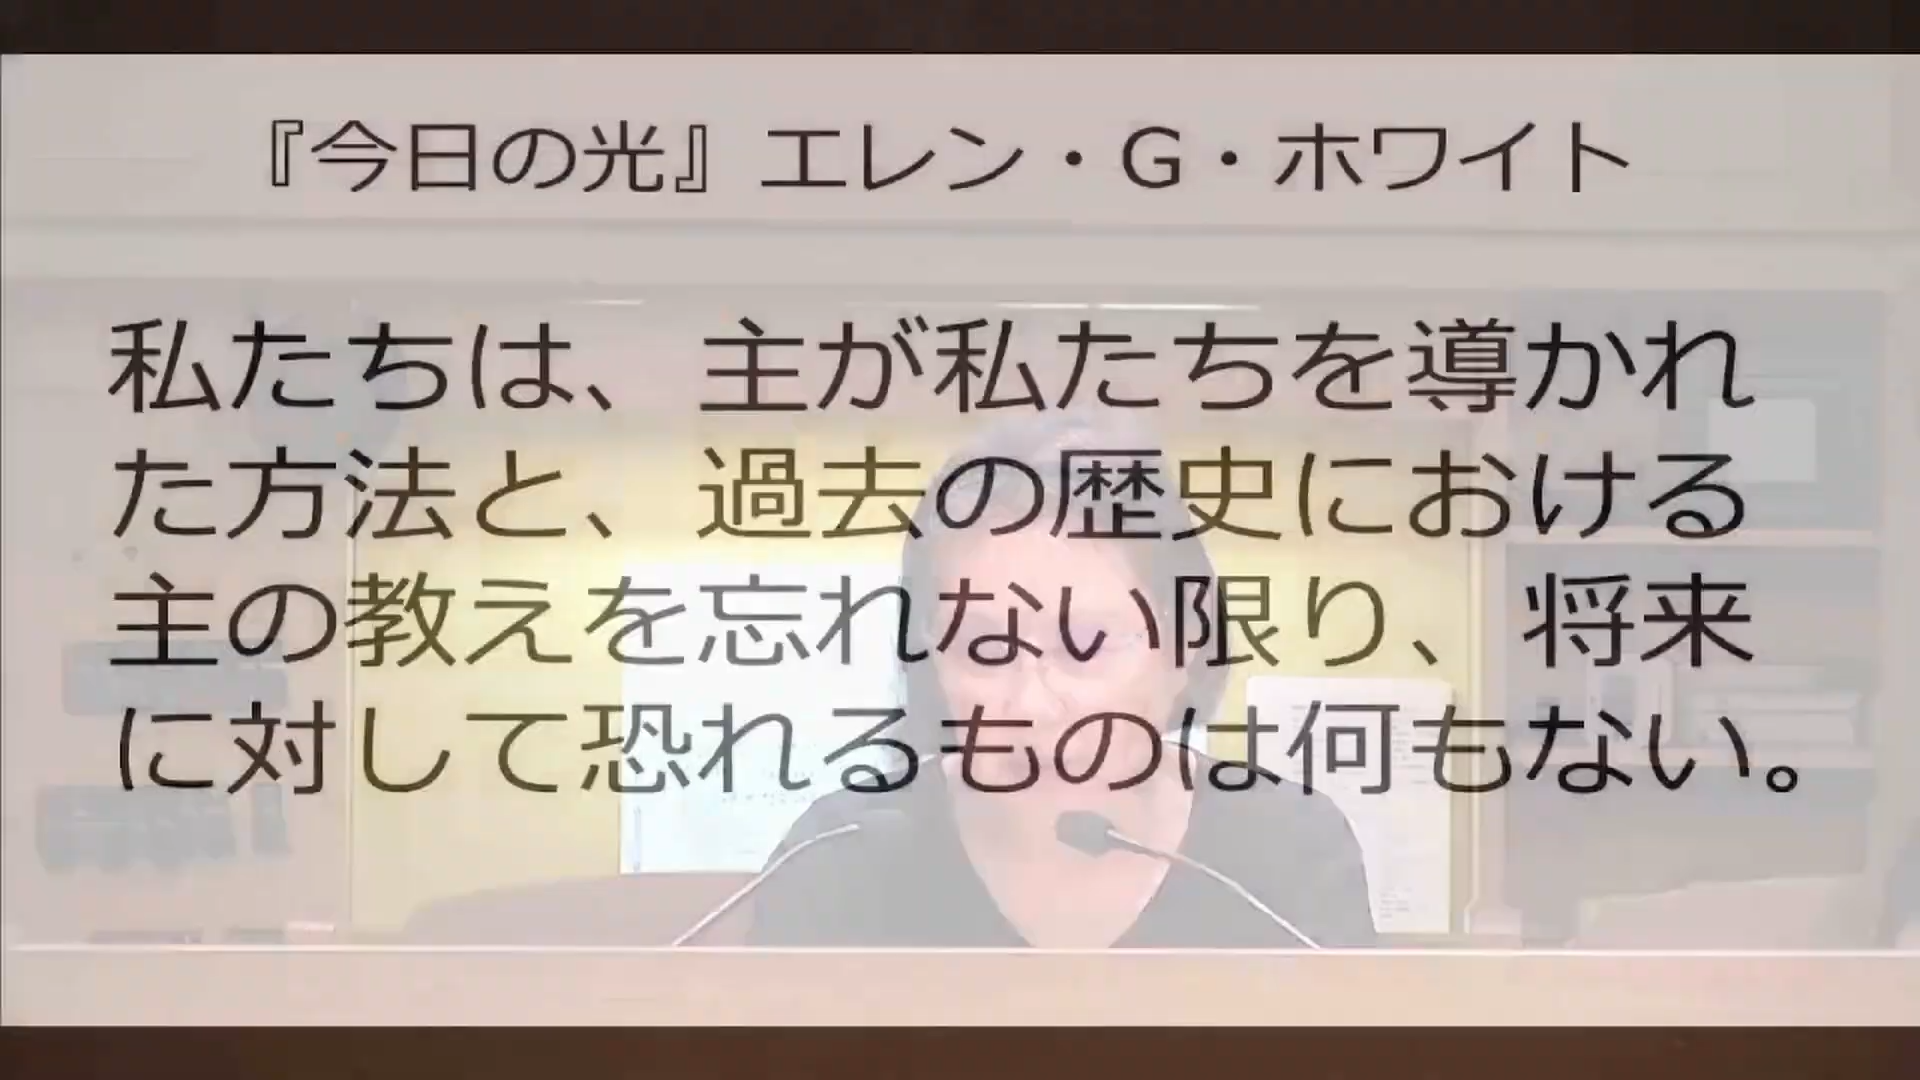 『今日の光』エレン・G・ホワイト
私たちは、主が私たちを導かれ
た方法と、過去の歴史における
主の教えを忘れない限り、将来
に対して恐れるものは何もない。